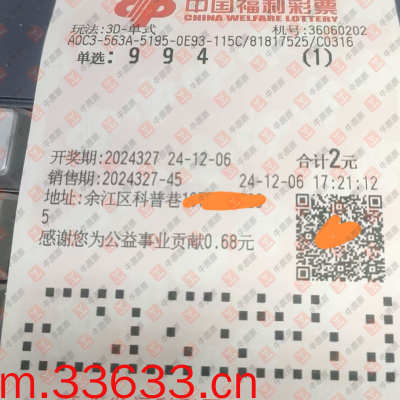 中国福利彩票
CHINA WELFARE LOTTERY
玩法:3D-单式 机号:36060202
A0C3-563A-5195-0E93-115C/81817525/C0316
单选: 9 9 4 (1)
开奖期:2024327 24-12-06 合计2元
销售期:2024327-45 24-12-06 17:21:12
地址:余江区科普巷
5
感谢您为公益事业贡献0.68元
m.33633.cn